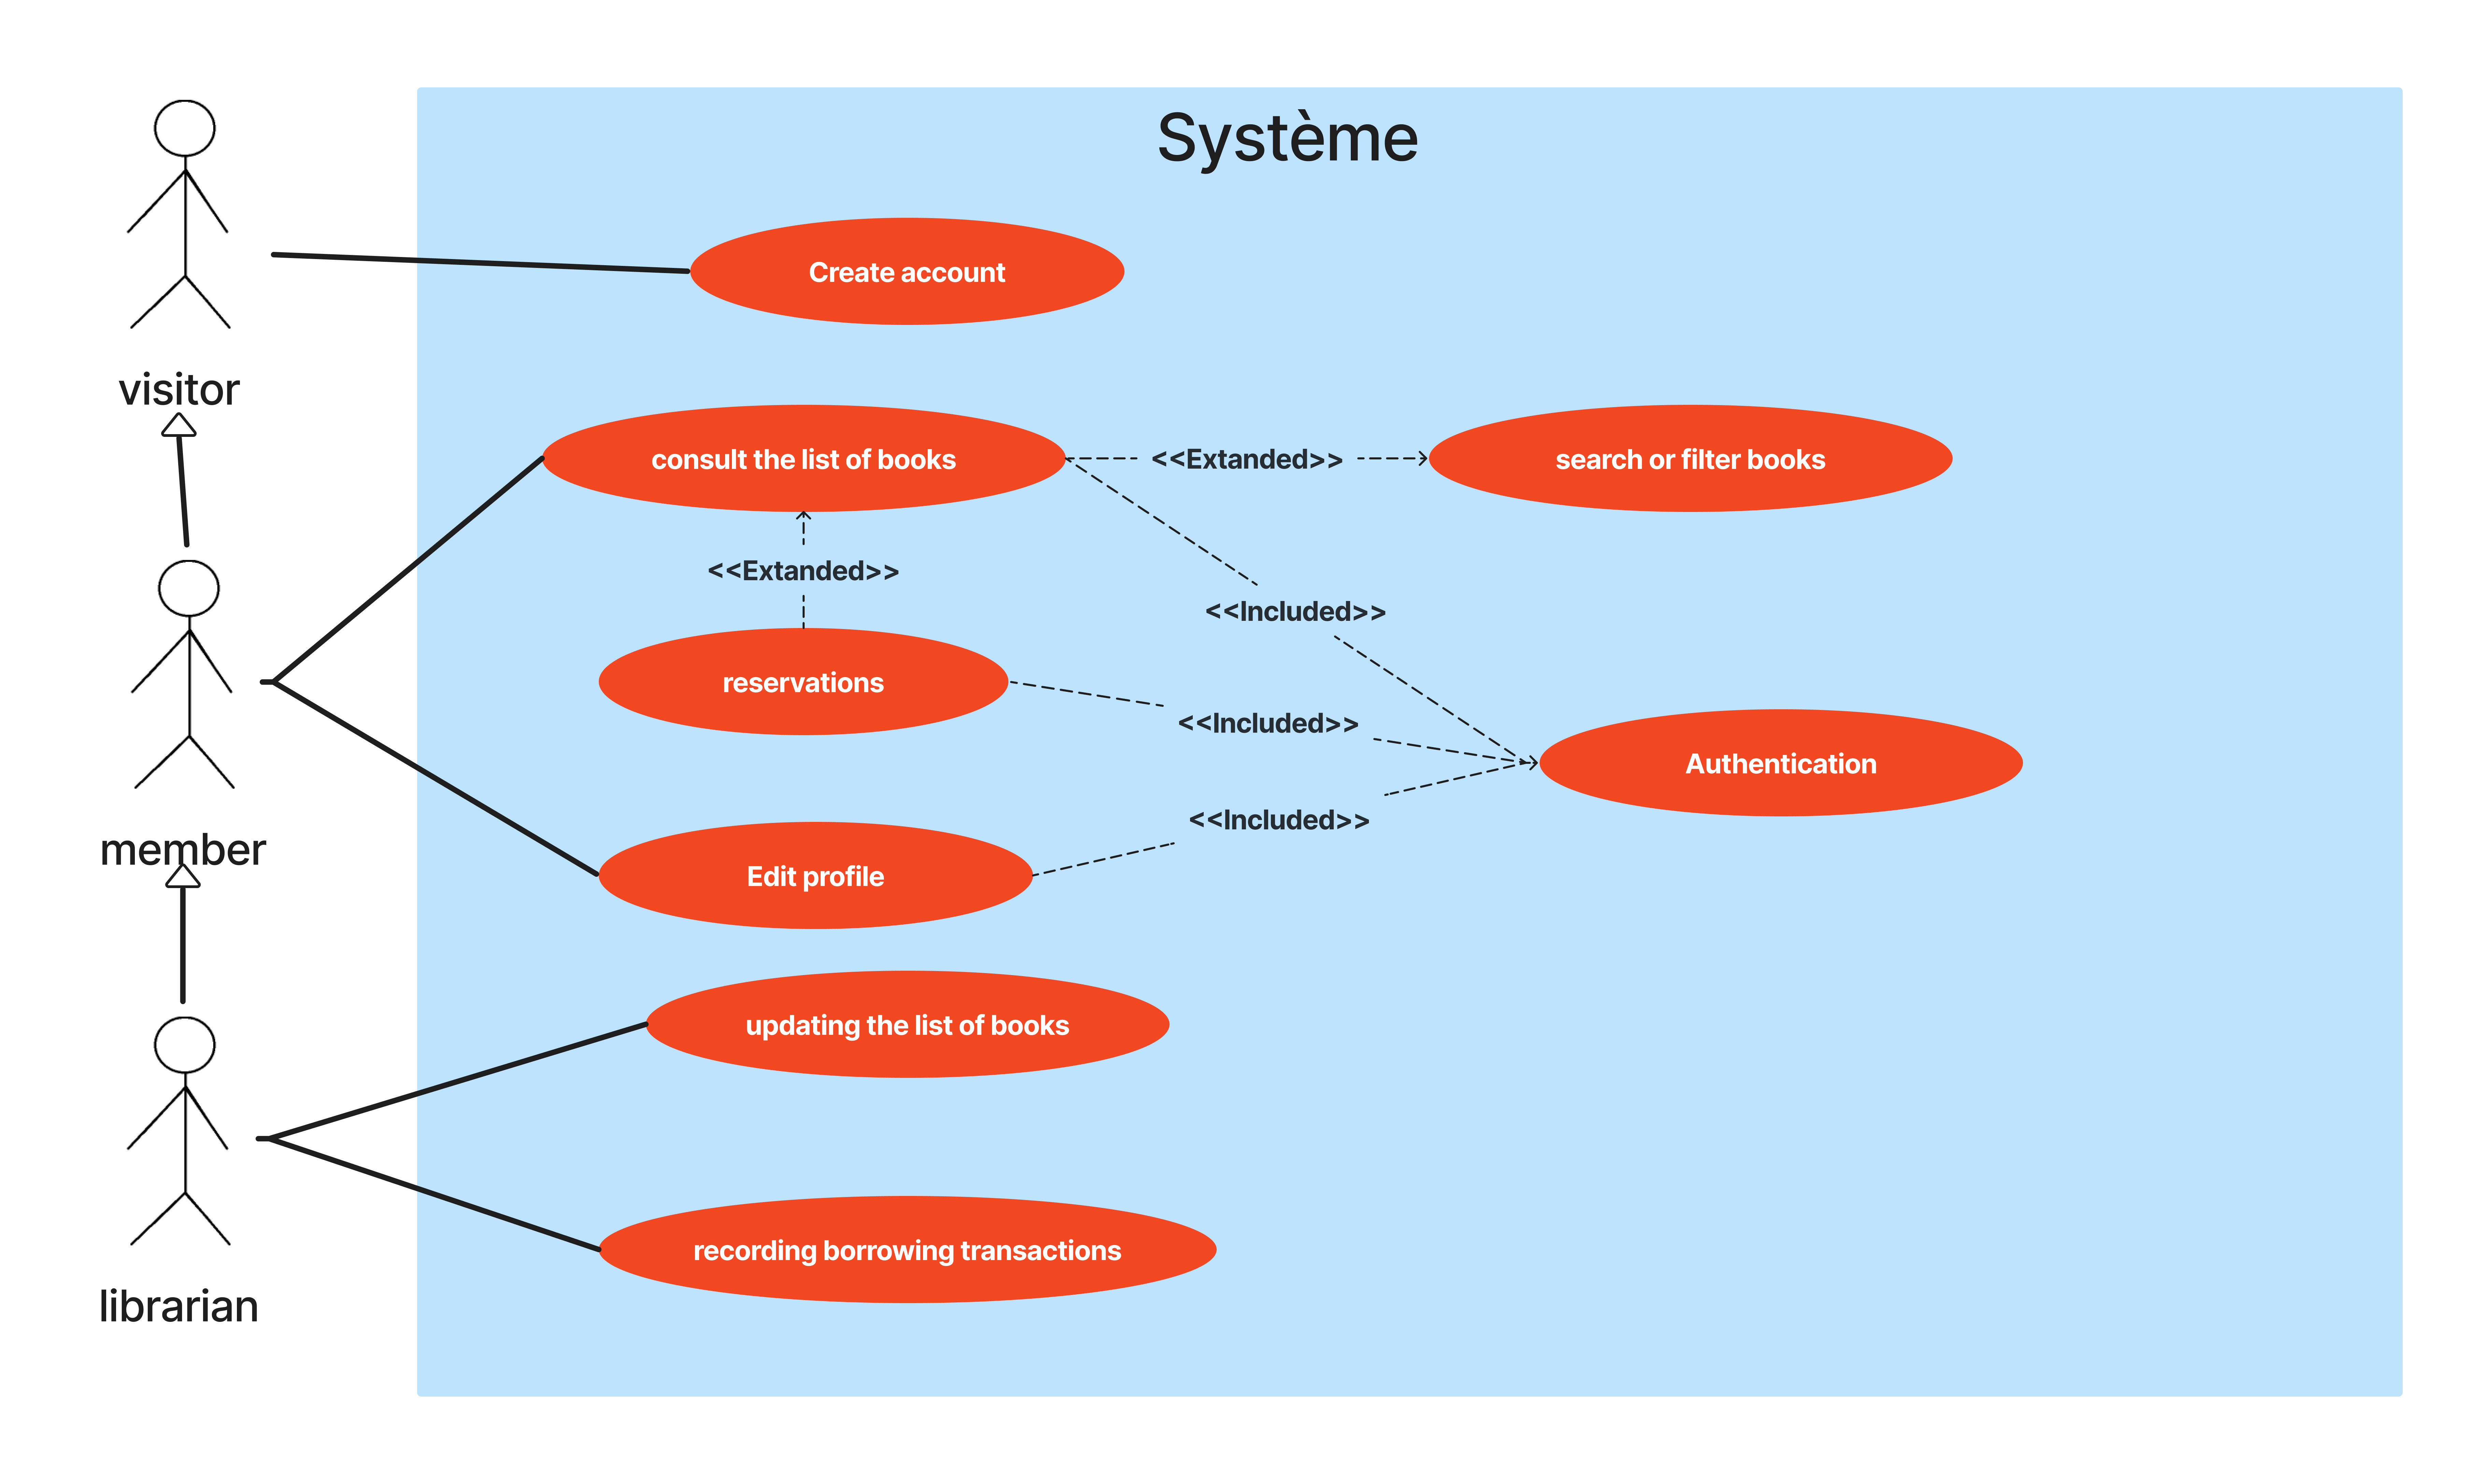 Système
Create account
visitor
consult the list of books
<<Extanded>>
search or filter books
<<Extanded>>
<<Included>>
reservations
<<Included>>
Authentication
<<Included>>
member
Edit profile
updating the list of books
recording borrowing transactions
librarian